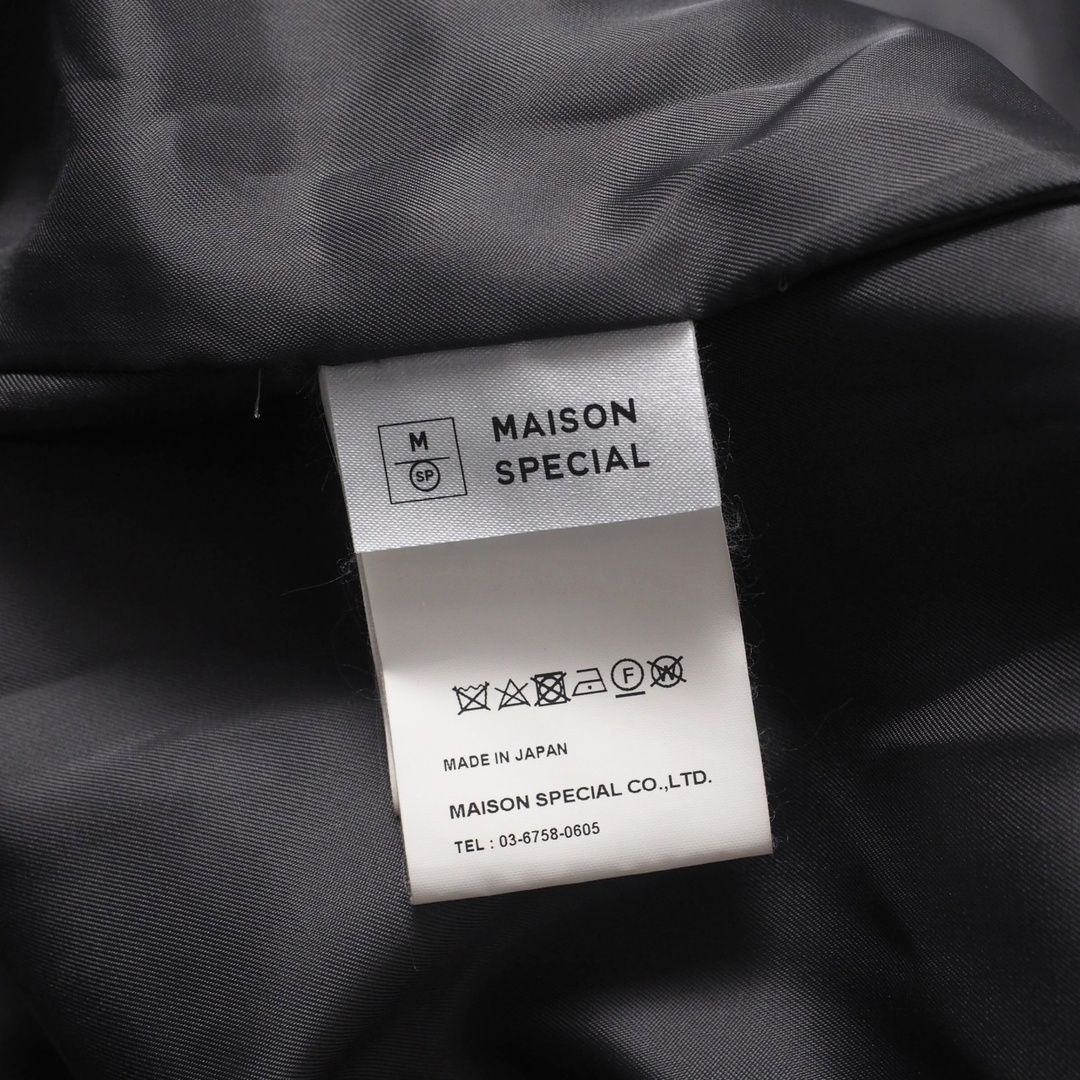 M
SP
MAISON
SPECIAL
F
W
MADE IN JAPAN
MAISON SPECIAL CO.,LTD.
TEL : 03-6758-0605